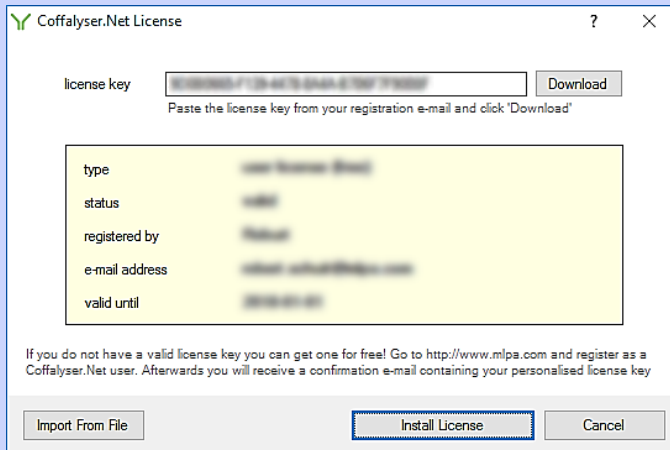 Coffalyser.Net License
?
license key
Download
Paste the license key from your registration e-mail and click 'Download'
type
status
registered by
e-mail address
valid until
If you do not have a valid license key you can get one for free! Go to http://www.mlpa.com and register as a
Coffalyser.Net user. Afterwards you will receive a confirmation e-mail containing your personalised license key
Import From File
Install License
Cancel